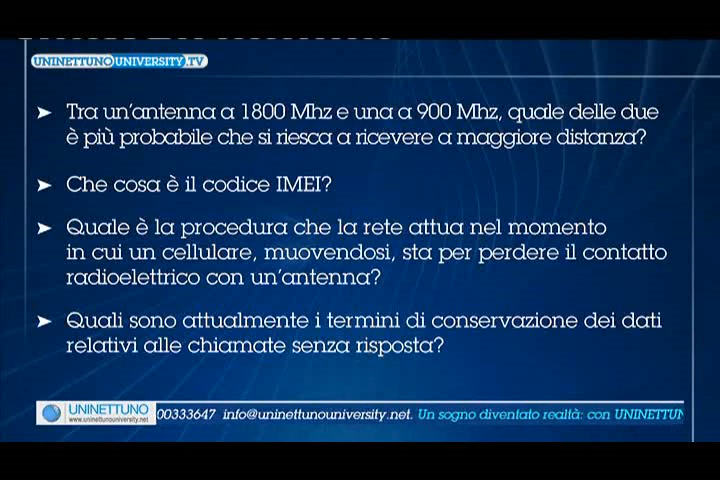 UNINETTUNOUNIVERSITY.TV
➤ Tra un'antenna a 1800 Mhz e una a 900 Mhz, quale delle due
è più probabile che si riesca a ricevere a maggiore distanza?
➤ Che cosa è il codice IMEI?
➤ Quale è la procedura che la rete attua nel momento
in cui un cellulare, muovendosi, sta per perdere il contatto
radioelettrico con un'antenna?
➤ Quali sono attualmente i termini di conservazione dei dati
relativi alle chiamate senza risposta?
UNINETTUNO
www.uninettunouniversity.net
00333647 info@uninettunouniversity.net. Un sogno diventato realtà: con UNINETTUN